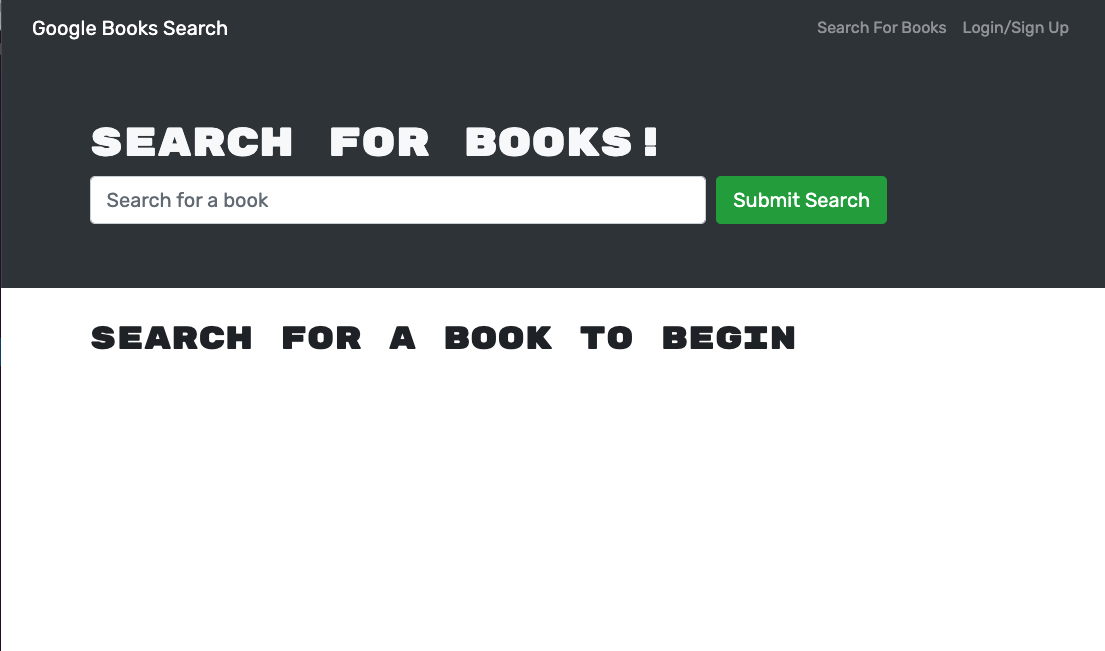 Google Books Search
Search For Books Login/Sign Up
SEARCH FOR BOOKS!
Search for a book
Submit Search
SEARCH FOR A BOOK TO BEGIN